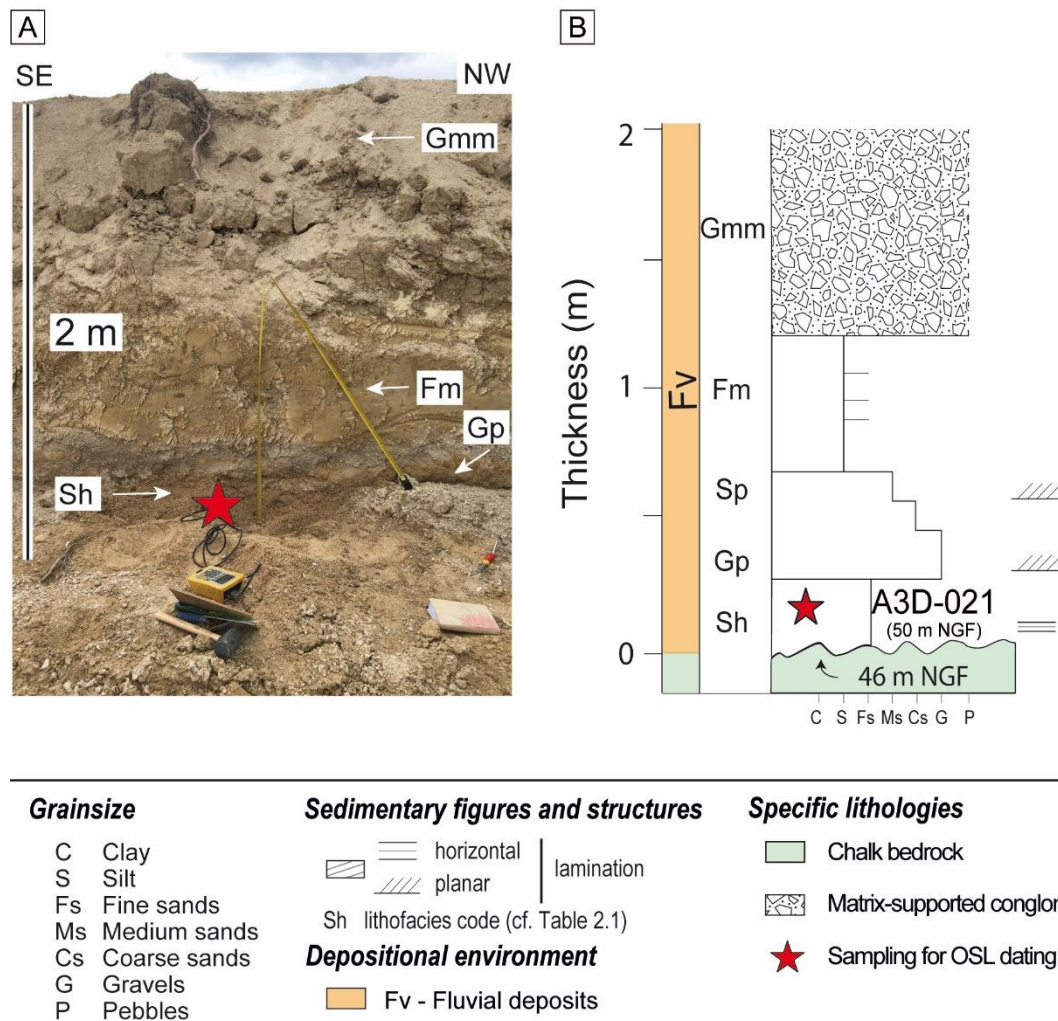 A
SE
NW
Gmm
2 m
Fm
Gp
Sh
B
Thickness (m)
2
1
0
Fv
Gmm
Fm
Sp
Gp
Sh
A3D-021
(50 m NGF)
46 m NGF
C S Fs Ms Cs G P
Grainsize
C Clay
S Silt
Fs Fine sands
Ms Medium sands
Cs Coarse sands
G Gravels
P Pebbles
Sedimentary figures and structures
horizontal
planar
lamination
Sh lithofacies code (cf. Table 2.1)
Depositional environment
Fv - Fluvial deposits
Specific lithologies
Chalk bedrock
Matrix-supported conglor
Sampling for OSL dating